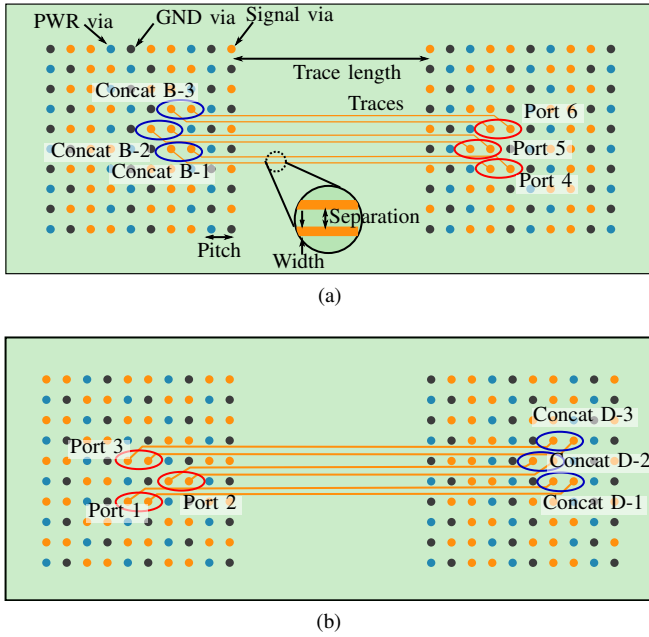 PWR via GND via Signal via
Trace length
Concat B-3
Traces
Port 6
Concat B-2
Port 5
Concat B-1
Port 4
Separation
Pitch
Width
(a)
Concat D-3
Port 3
Concat D-2
Port 1
Port 2
Concat D-1
(b)